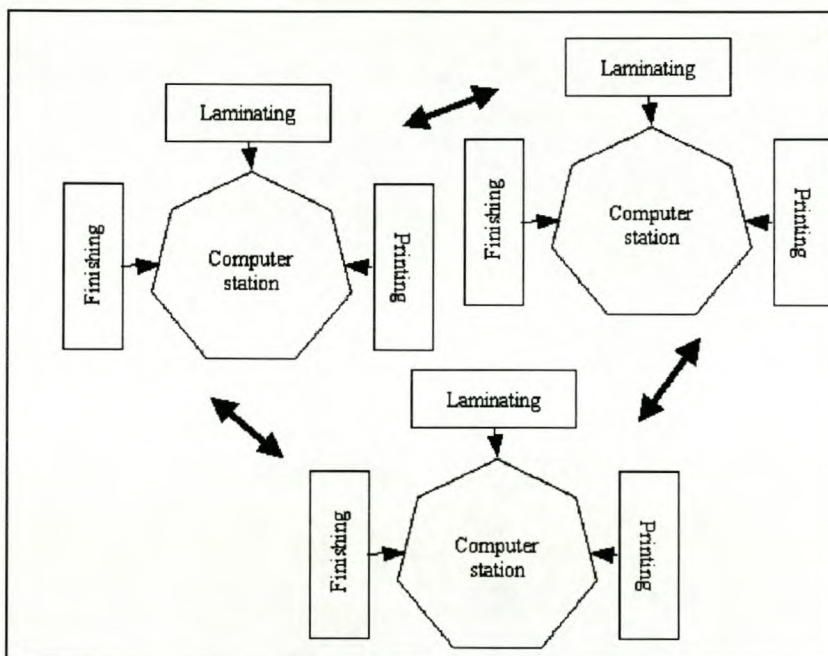 Laminating
Finishing
Computer
station
Printing
Laminating
Finishing
Computer
station
Printing
Laminating
Finishing
Computer
station
Printing